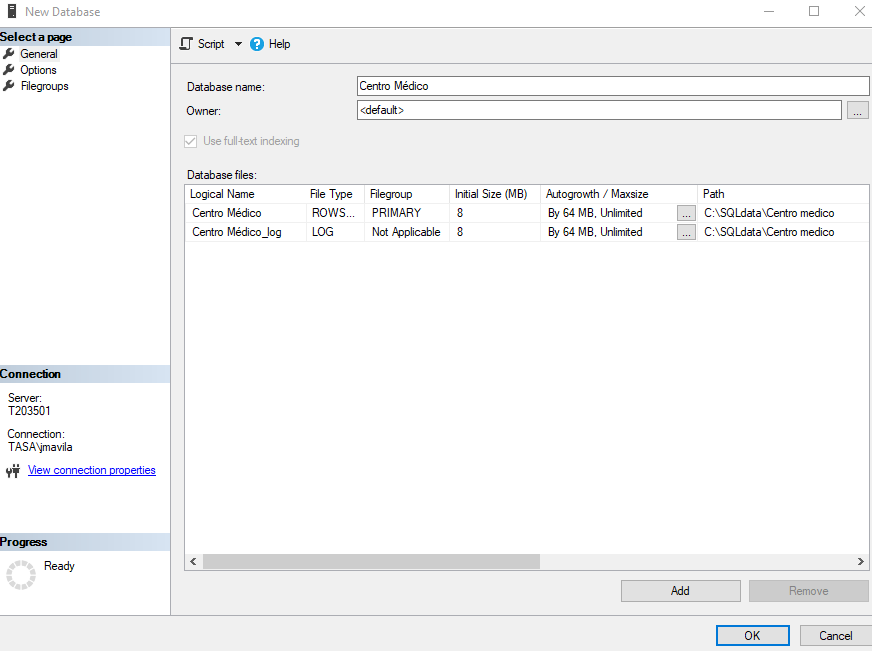 New Database
Select a page
General
Options
Filegroups
Script
Help
Database name:
Centro Médico
Owner:
<default>
...
Use full-text indexing
Database files:
Logical Name File Type Filegroup Initial Size (MB) Autogrowth / Maxsize Path
Centro Médico ROWS... PRIMARY 8 By 64 MB, Unlimited ... C:\SQLdata\Centro medico
Centro Médico_log LOG Not Applicable 8 By 64 MB, Unlimited ... C:\SQLdata\Centro medico
Connection
Server:
T203501
Connection:
TASA\jmavila
View connection properties
Progress
Ready
Add Remove
OK Cancel